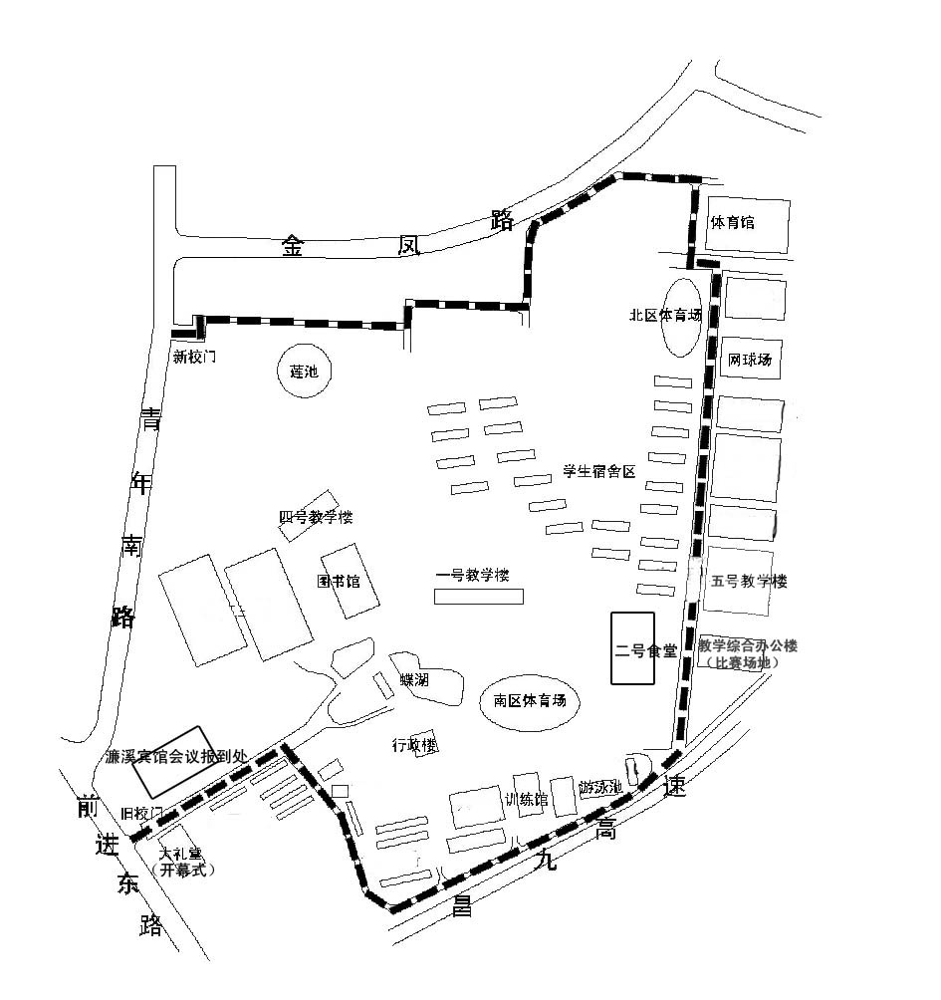 金凤路
体育馆
北区体育场
新校门
网球场
莲池
青年南路
学生宿舍区
四号教学楼
图书馆
一号教学楼
五号教学楼
二号食堂
教学综合办公楼
（比赛场地）
蝶湖
南区体育场
行政楼
濂溪宾馆会议报到处
训练馆
游泳池
旧校门
大礼堂
（开幕式）
前进东路
昌九高速